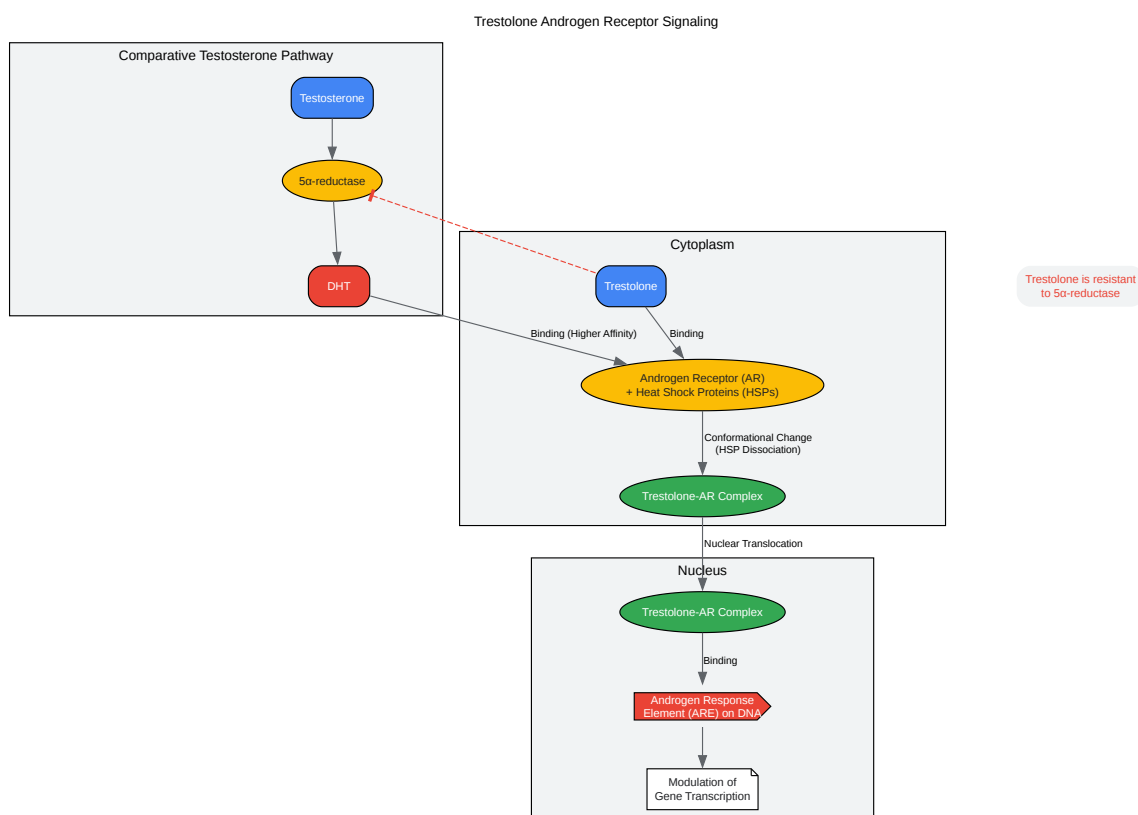 Trestolone Androgen Receptor Signaling
Comparative Testosterone Pathway
Testosterone
5α-reductase
DHT
Cytoplasm
Trestolone
Trestolone is resistant
to 5α-reductase
Binding (Higher Affinity)
Binding
Androgen Receptor (AR)
+ Heat Shock Proteins (HSPs)
Conformational Change
(HSP Dissociation)
Trestolone-AR Complex
Nuclear Translocation
Nucleus
Trestolone-AR Complex
Binding
Androgen Response
Element (ARE) on DNA
Modulation of
Gene Transcription